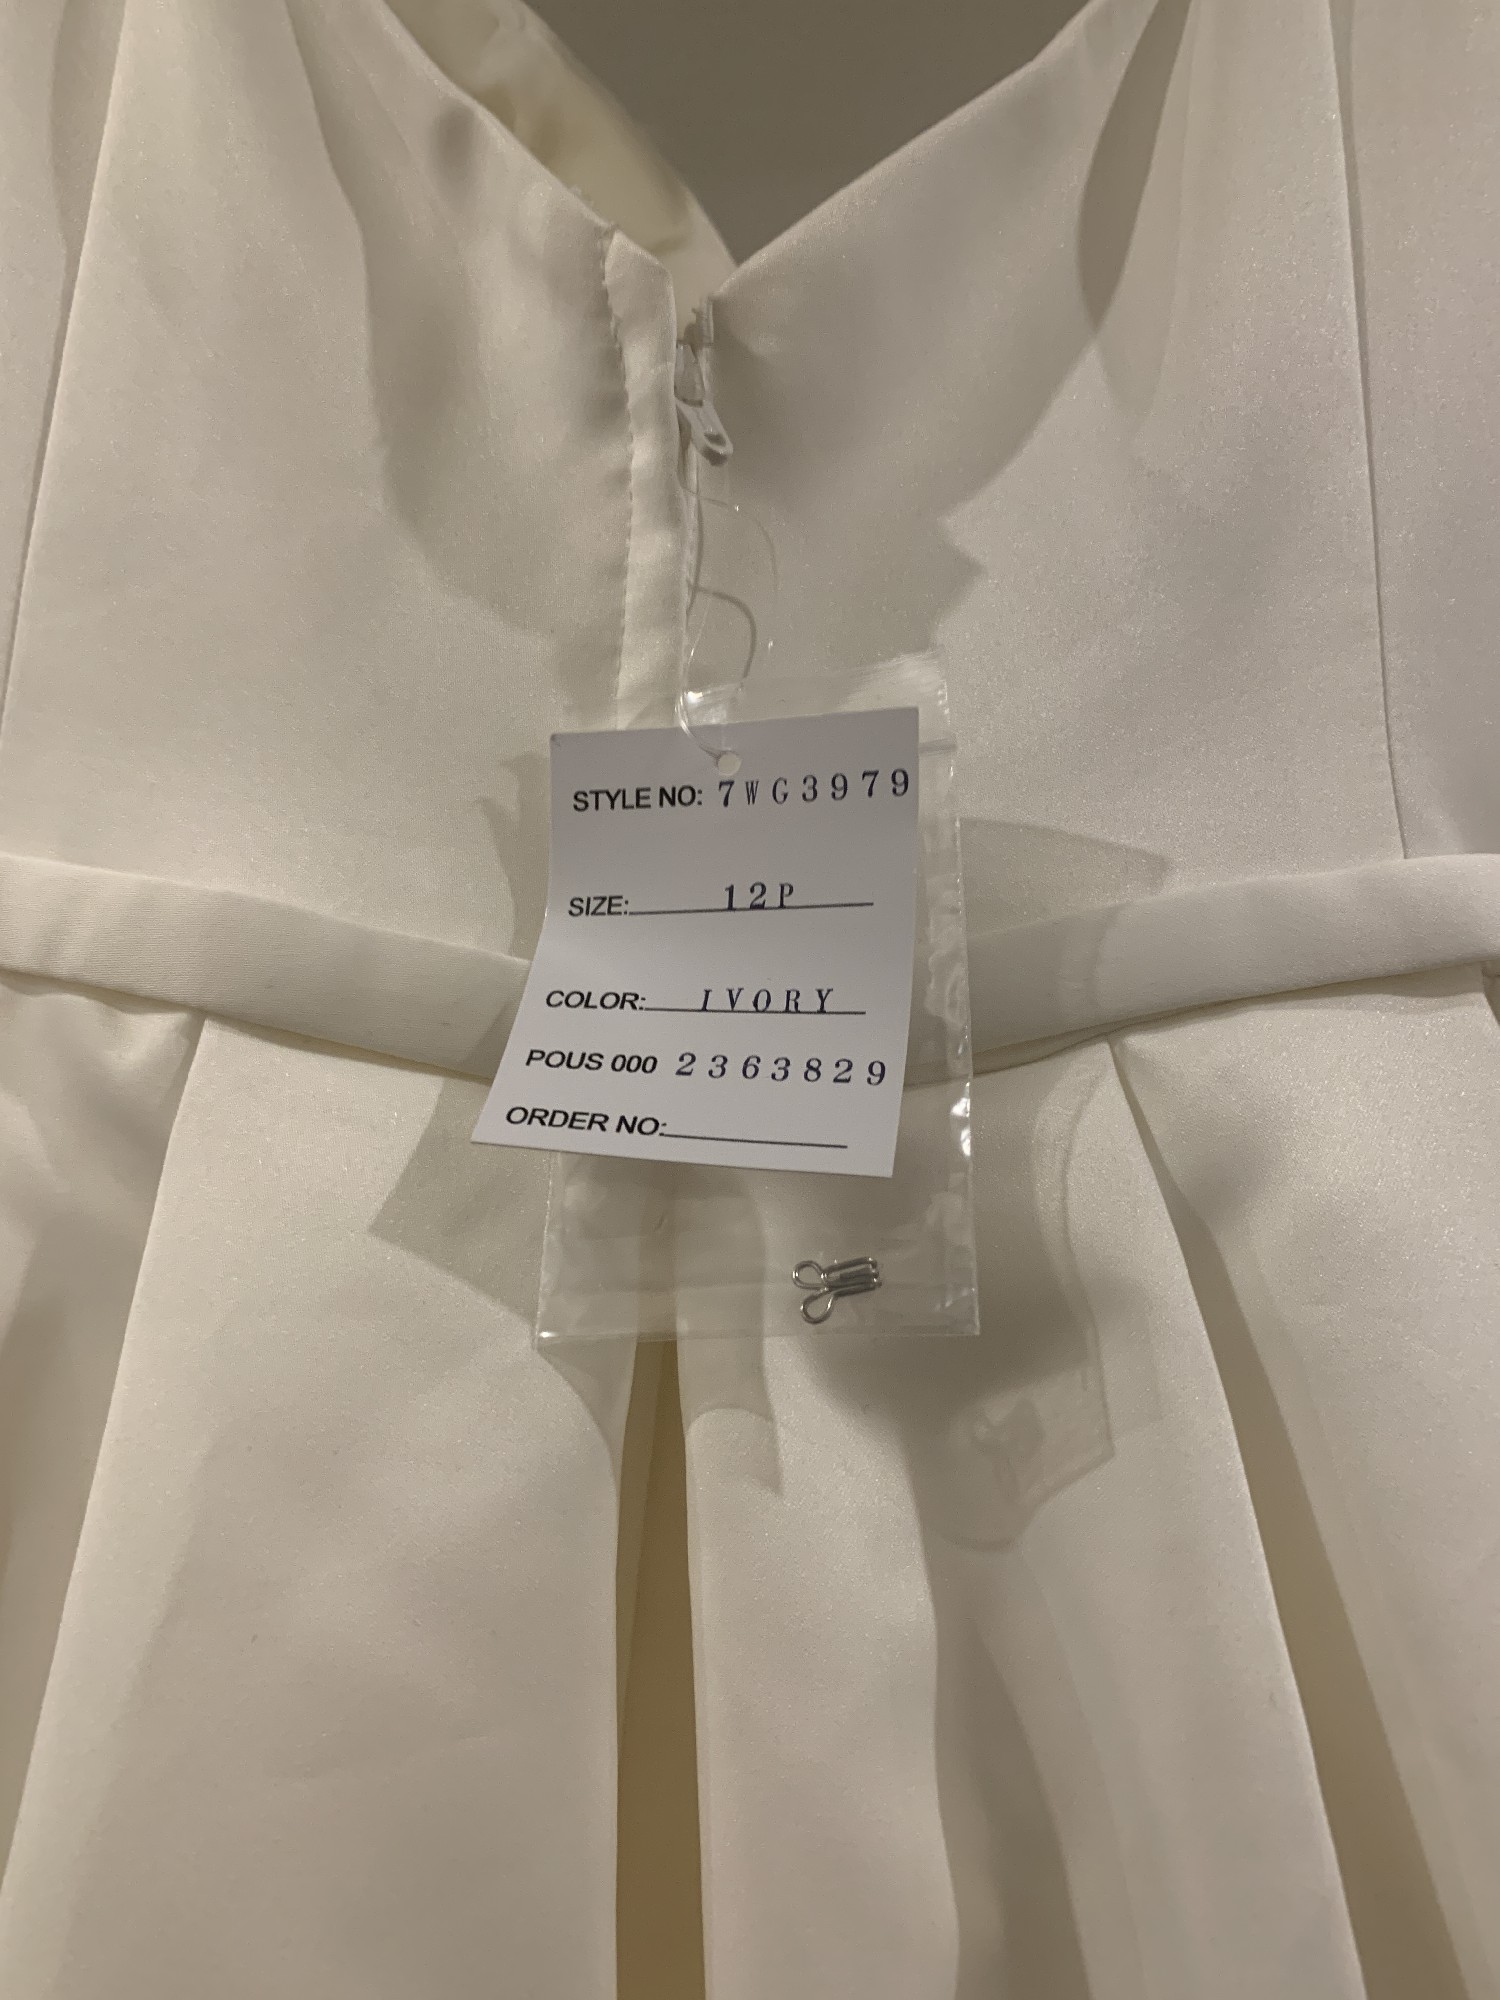 STYLE NO: 7WG3979
SIZE: 12P
COLOR: IVORY
POUS 000 2363829
ORDER NO: